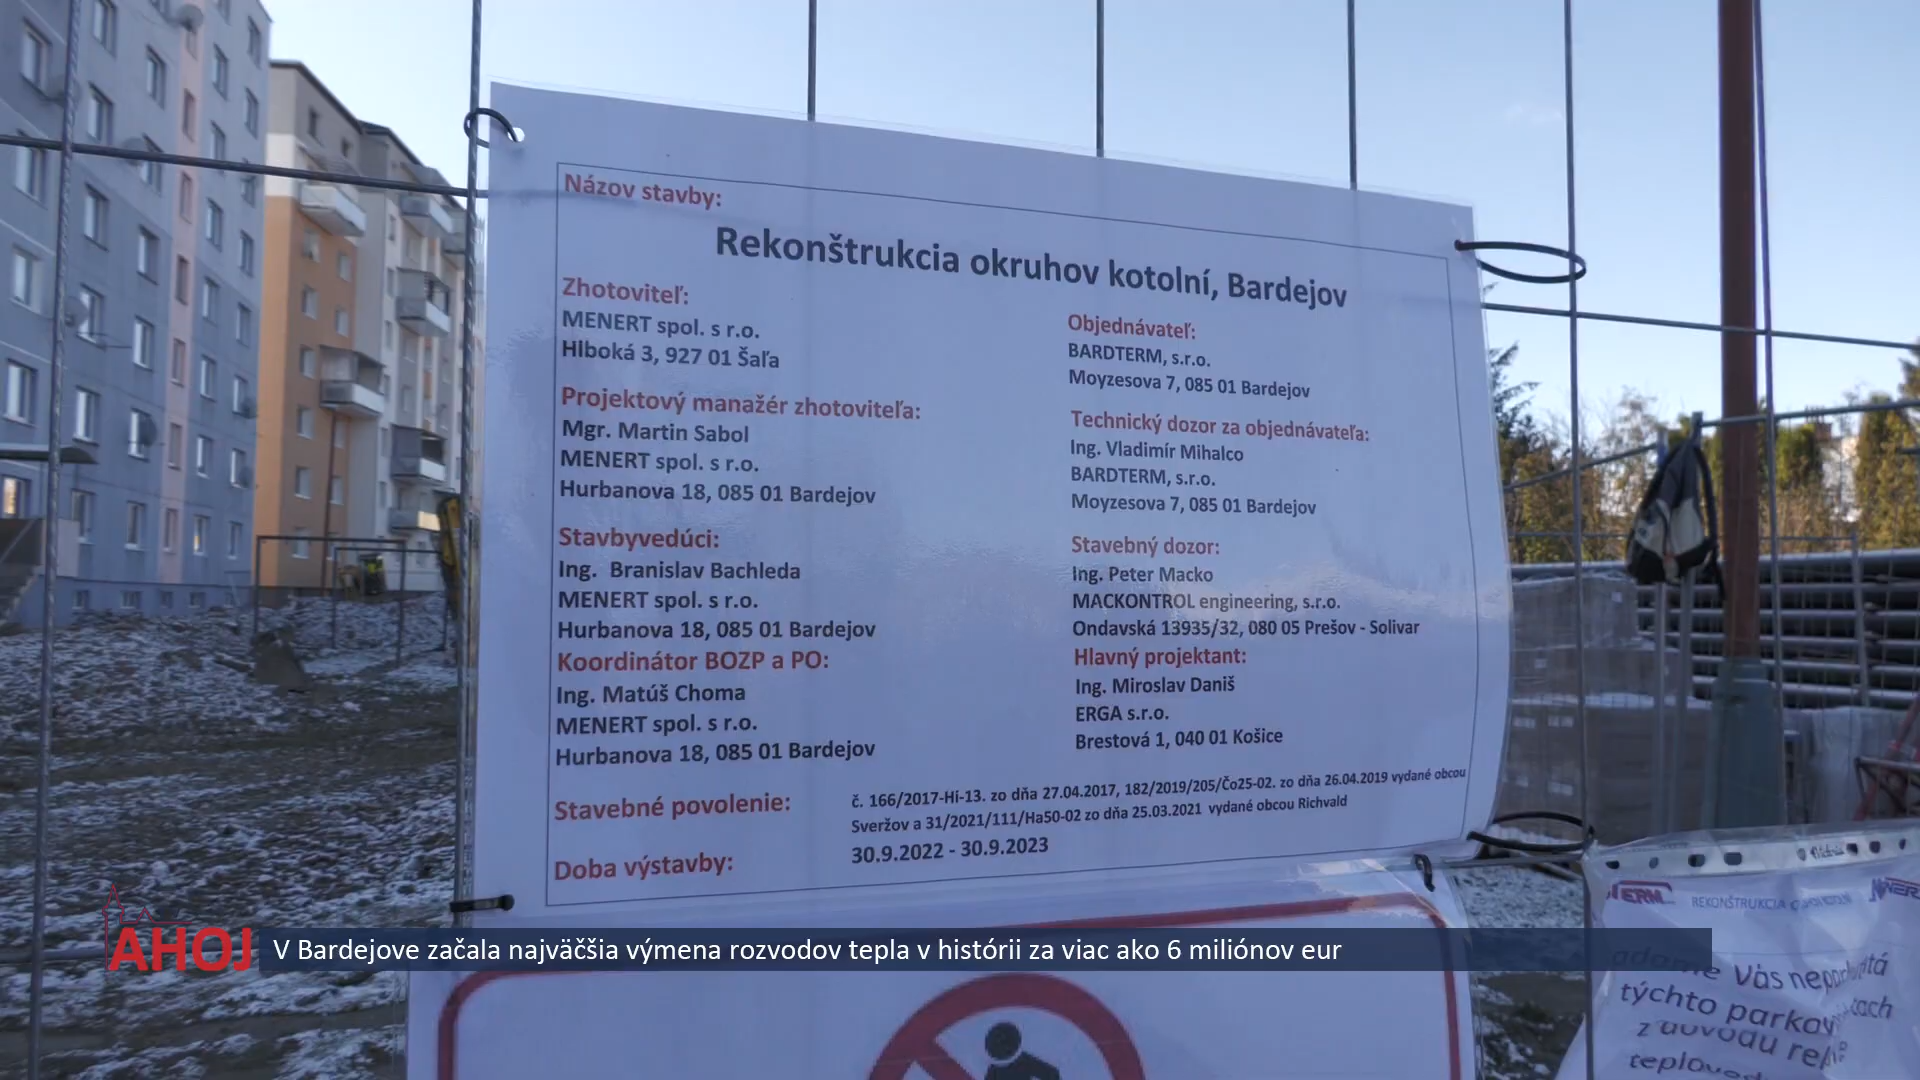 Názov stavby:
Rekonštrukcia okruhov kotolní, Bardejov
Zhotoviteľ:
MENERT spol. s r.o.
Hlboká 3, 927 01 Šaľa
Projektový manažér zhotoviteľa:
Mgr. Martin Sabol
MENERT spol. s r.o.
Hurbanova 18, 085 01 Bardejov
Stavbyvedúci:
Ing. Branislav Bachleda
MENERT spol. s r.o.
Hurbanova 18, 085 01 Bardejov
Koordinátor BOZP a PO:
Ing. Matúš Choma
MENERT spol. s r.o.
Hurbanova 18, 085 01 Bardejov
Objednávateľ:
BARDTERM, s.r.o.
Moyzesova 7, 085 01 Bardejov
Technický dozor za objednávateľa:
Ing. Vladimír Mihalco
BARDTERM, s.r.o.
Moyzesova 7, 085 01 Bardejov
Stavebný dozor:
Ing. Peter Macko
MACKONTROL engineering, s.r.o.
Ondavská 13935/32, 080 05 Prešov - Solivar
Hlavný projektant:
Ing. Miroslav Daniš
ERGA s.r.o.
Brestová 1, 040 01 Košice
Stavebné povolenie:
č. 166/2017-Hi-13. zo dňa 27.04.2017, 182/2019/205/Čo25-02. zo dňa 26.04.2019 vydané obcou
Sveržov a 31/2021/111/Ha50-02 zo dňa 25.03.2021 vydané obcou Richvald
Doba výstavby:
30.9.2022 - 30.9.2023
AHOJ
V Bardejove začala najväčšia výmena rozvodov tepla v histórii za viac ako 6 miliónov eur
REKONŠTRUKCIA
Vás
týchto
z dôvodu